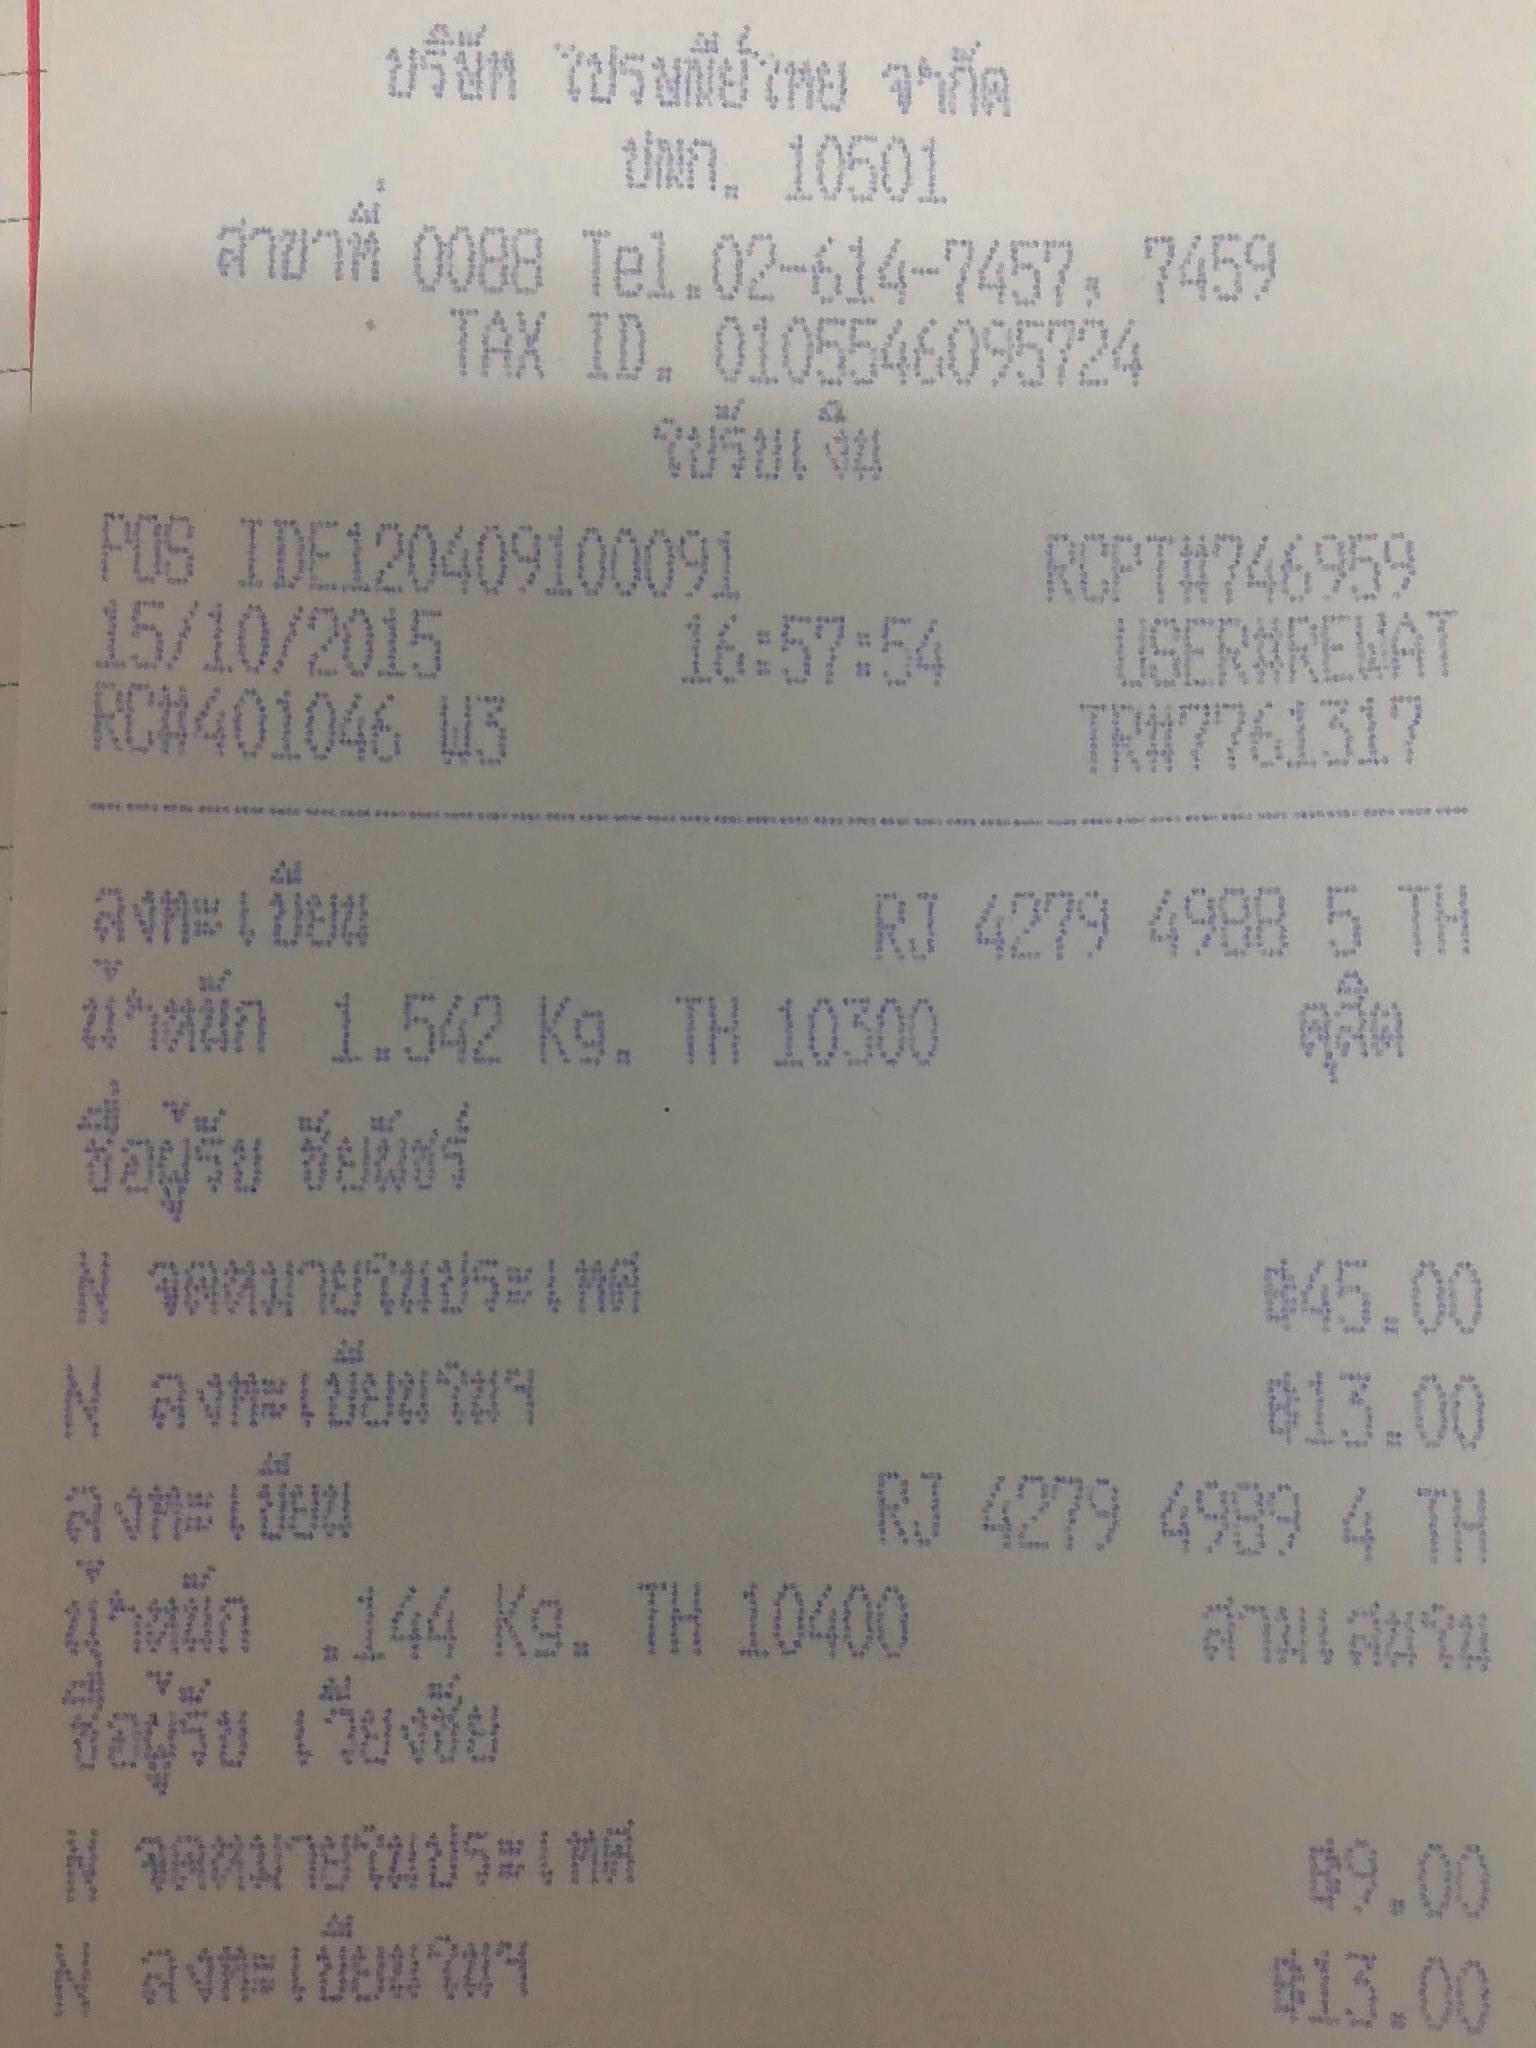 บริษัท ไปรษณีย์ไทย จำกัด
ปณก. 10501
สาขาที่ 0088 Tel.02-614-7457, 7459
TAX ID. 0105546095724
ใบรับเงิน
POS IDE120409100091 RCPT#746959
15/10/2015 16:57:54 USER#REWAT
RC#401046 W3 TRN#7761317
ลงทะเบียน RJ 4279 4988 5 TH
น้ำหนัก 1.542 Kg. TH 10300 ดุสิต
ชื่อผู้รับ ชัยพัชร์
N จดหมายในประเทศ ฿45.00
N ลงทะเบียนในฯ ฿13.00
ลงทะเบียน RJ 4279 4989 4 TH
น้ำหนัก .144 Kg. TH 10400 สามเสนใน
ชื่อผู้รับ เรืองชัย
N จดหมายในประเทศ ฿9.00
N ลงทะเบียนในฯ ฿13.00